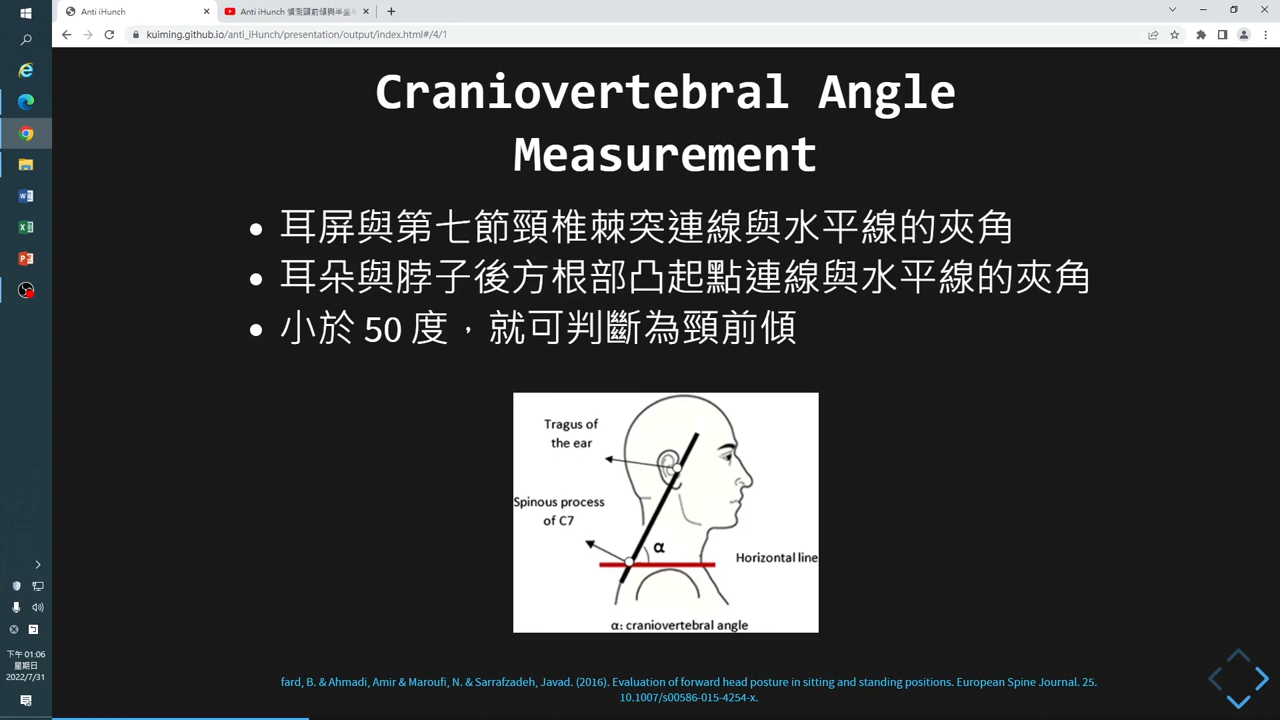 Anti iHunch
Anti iHunch 偵測頭前傾與半坐
kuiming.github.io/anti_iHunch/presentation/output/index.html#/4/1
Craniovertebral Angle
Measurement
• 耳屏與第七節頸椎棘突連線與水平線的夾角
• 耳朵與脖子後方根部凸起點連線與水平線的夾角
• 小於 50 度，就可判斷為頸前傾
Tragus of
the ear
Spinous process
of C7
α
Horizontal line
α: craniovertebral angle
fard, B. & Ahmadi, Amir & Maroufi, N. & Sarrafzadeh, Javad. (2016). Evaluation of forward head posture in sitting and standing positions. European Spine Journal. 25.
10.1007/s00586-015-4254-x.
下午 01:06
星期日
2022/7/31